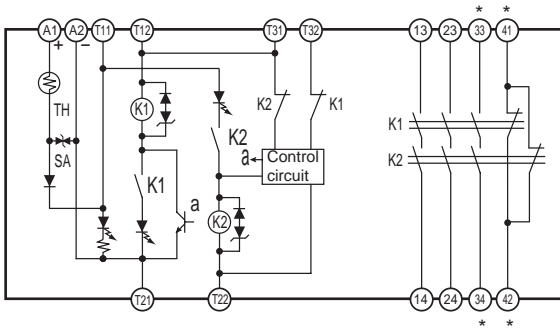 * *
A1 A2 T11 T12 T31 T32 13 23 33 41
+ −
TH
K1
K2 K1
SA
K2
a
Control
circuit
K1
K1
a
K2
K2
T21 T22 14 24 34 42
* *